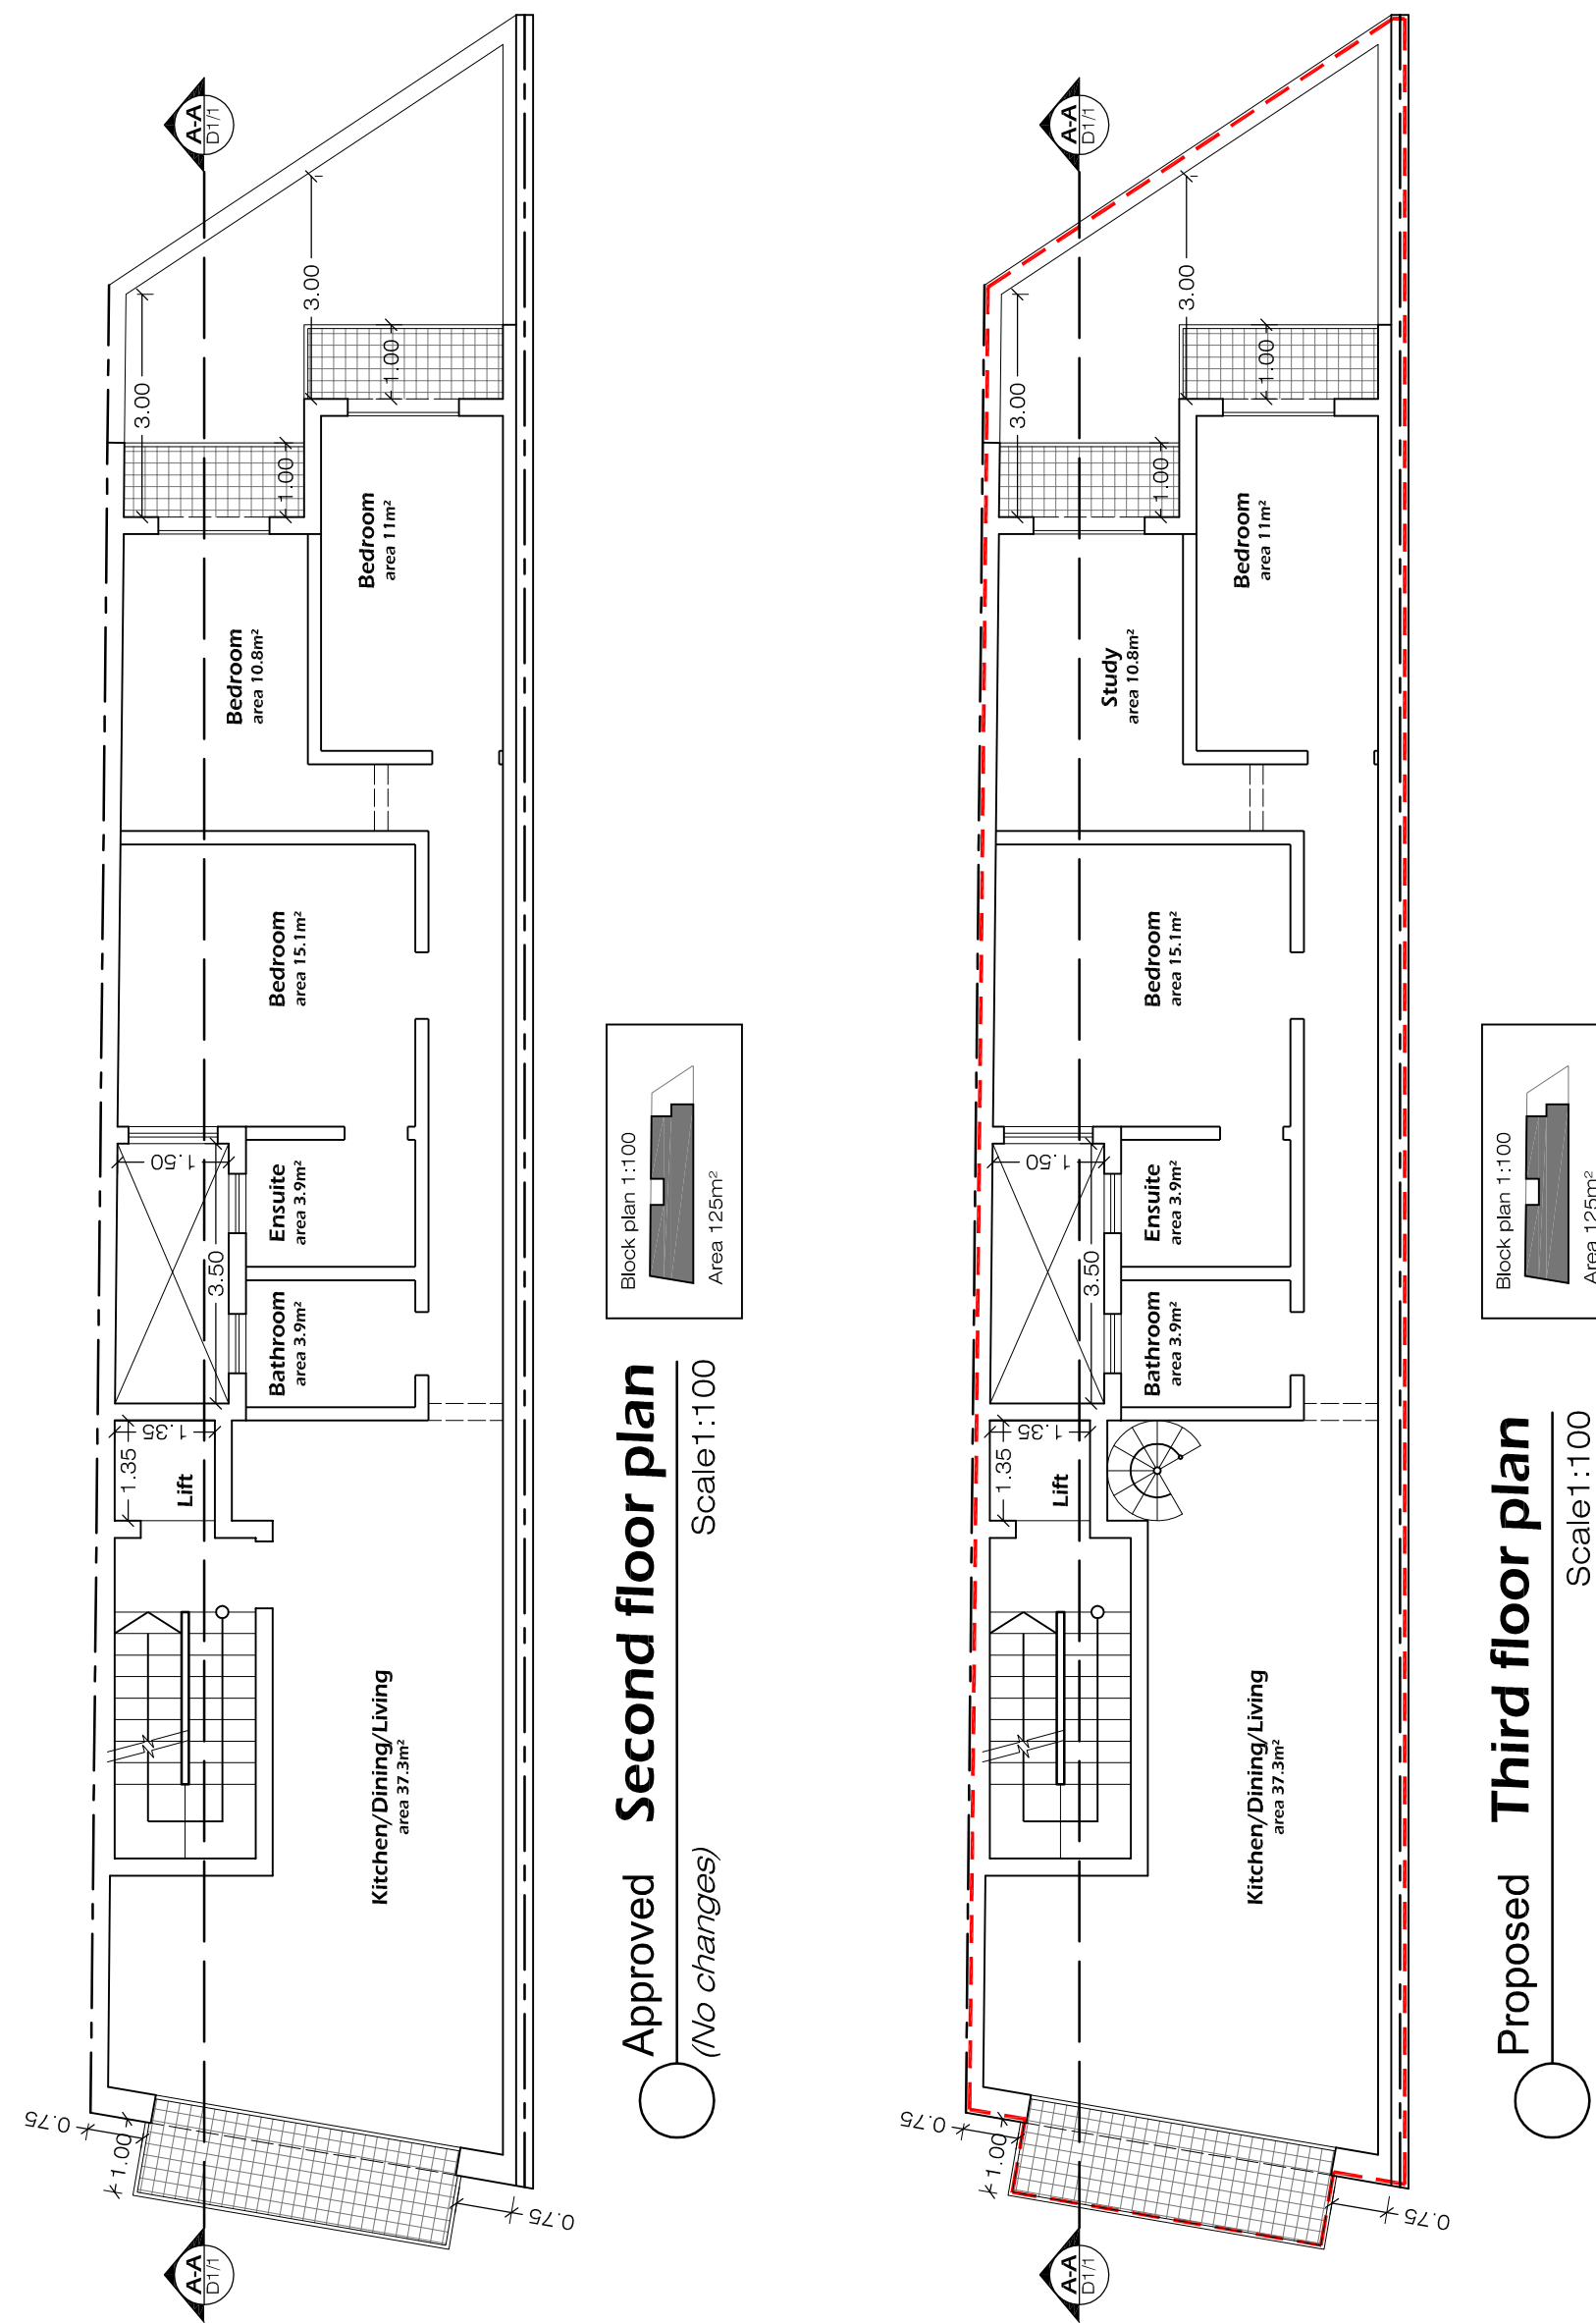 A-A
D1/1
3.00
3.00
1.00
1.00
Bedroom
area 11m²
Bedroom
area 10.8m²
Bedroom
area 15.1m²
1.50
3.50
Ensuite
area 3.9m²
Bathroom
area 3.9m²
1.35
1.35
Lift
Kitchen/Dining/Living
area 37.3m²
0.75
1.00
0.75
A-A
D1/1
Block plan 1:100
Area 125m²
Approved Second floor plan
(No changes) Scale1:100
A-A
D1/1
3.00
3.00
1.00
1.00
Bedroom
area 11m²
Study
area 10.8m²
Bedroom
area 15.1m²
1.50
3.50
Ensuite
area 3.9m²
Bathroom
area 3.9m²
1.35
1.35
Lift
Kitchen/Dining/Living
area 37.3m²
0.75
1.00
0.75
A-A
D1/1
Block plan 1:100
Area 125m²
Proposed Third floor plan
Scale1:100